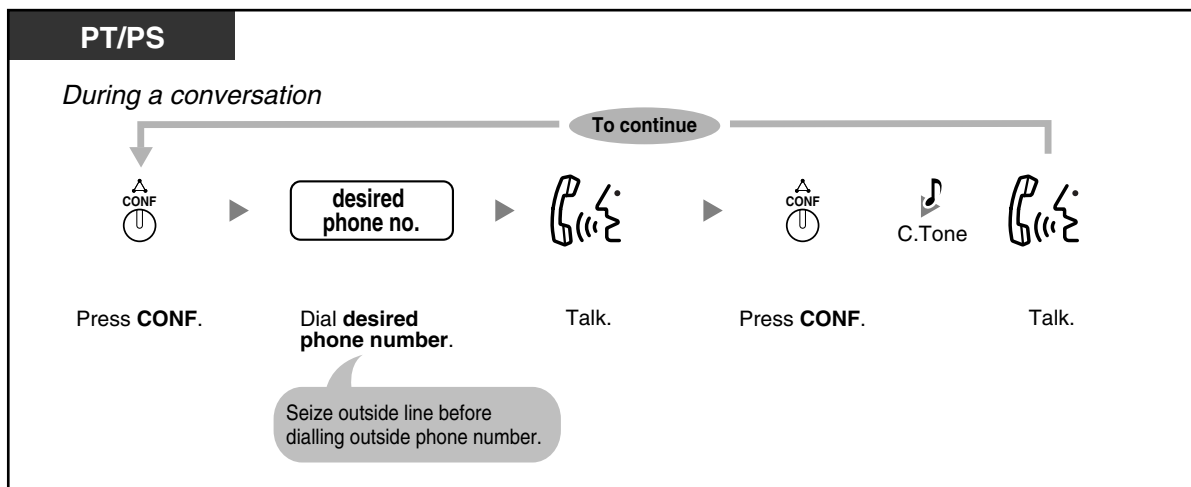 PT/PS
During a conversation
To continue
CONF
desired
phone no.
CONF
C.Tone
Press CONF.
Dial desired
phone number.
Talk.
Press CONF.
Talk.
Seize outside line before
dialling outside phone number.